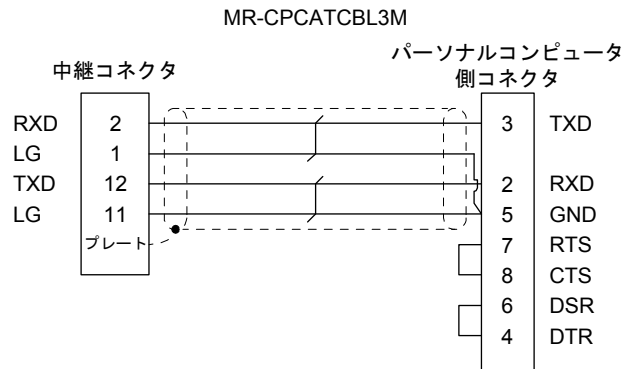 MR-CPCATCBL3M
中継コネクタ
パーソナルコンピュータ
側コネクタ
RXD 2 3 TXD
LG 1
TXD 12 2 RXD
LG 11 5 GND
プレート 7 RTS
8 CTS
6 DSR
4 DTR